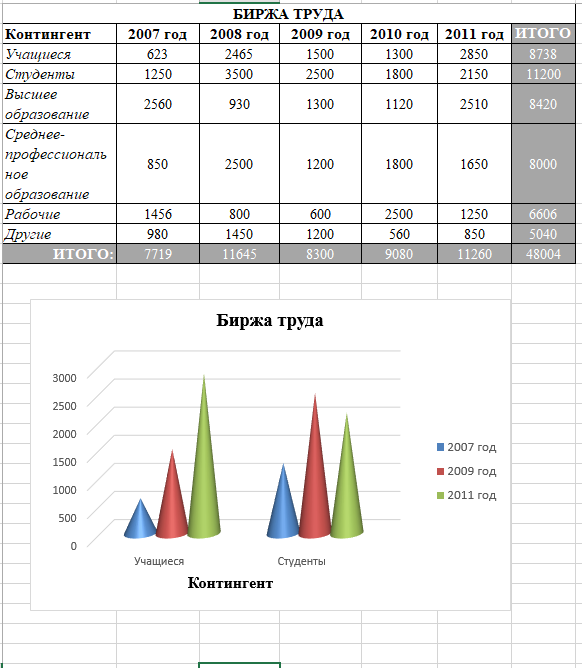 БИРЖА ТРУДА
Контингент 2007 год 2008 год 2009 год 2010 год 2011 год ИТОГО
Учащиеся 623 2465 1500 1300 2850 8738
Студенты 1250 3500 2500 1800 2150 11200
Высшее
образование 2560 930 1300 1120 2510 8420
Среднее-
профессиональ
ное
образование 850 2500 1200 1800 1650 8000
Рабочие 1456 800 600 2500 1250 6606
Другие 980 1450 1200 560 850 5040
ИТОГО: 7719 11645 8300 9080 11260 48004
Биржа труда
3000
2500
2000
1500
1000
500
0
Учащиеся Студенты
Контингент
2007 год
2009 год
2011 год